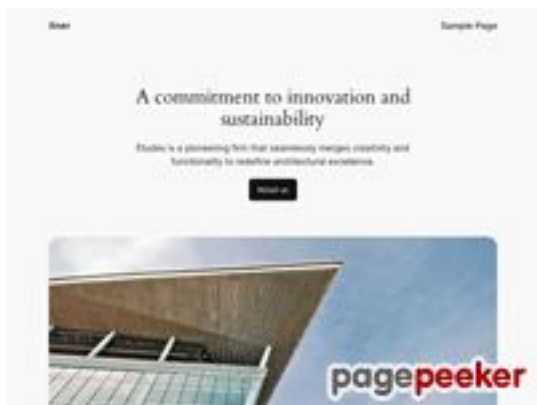 Sample Page
A commitment to innovation and
sustainability
Études is a pioneering firm that seamlessly merges creativity and
functionality to redefine architectural excellence.
About us
pagepeeker